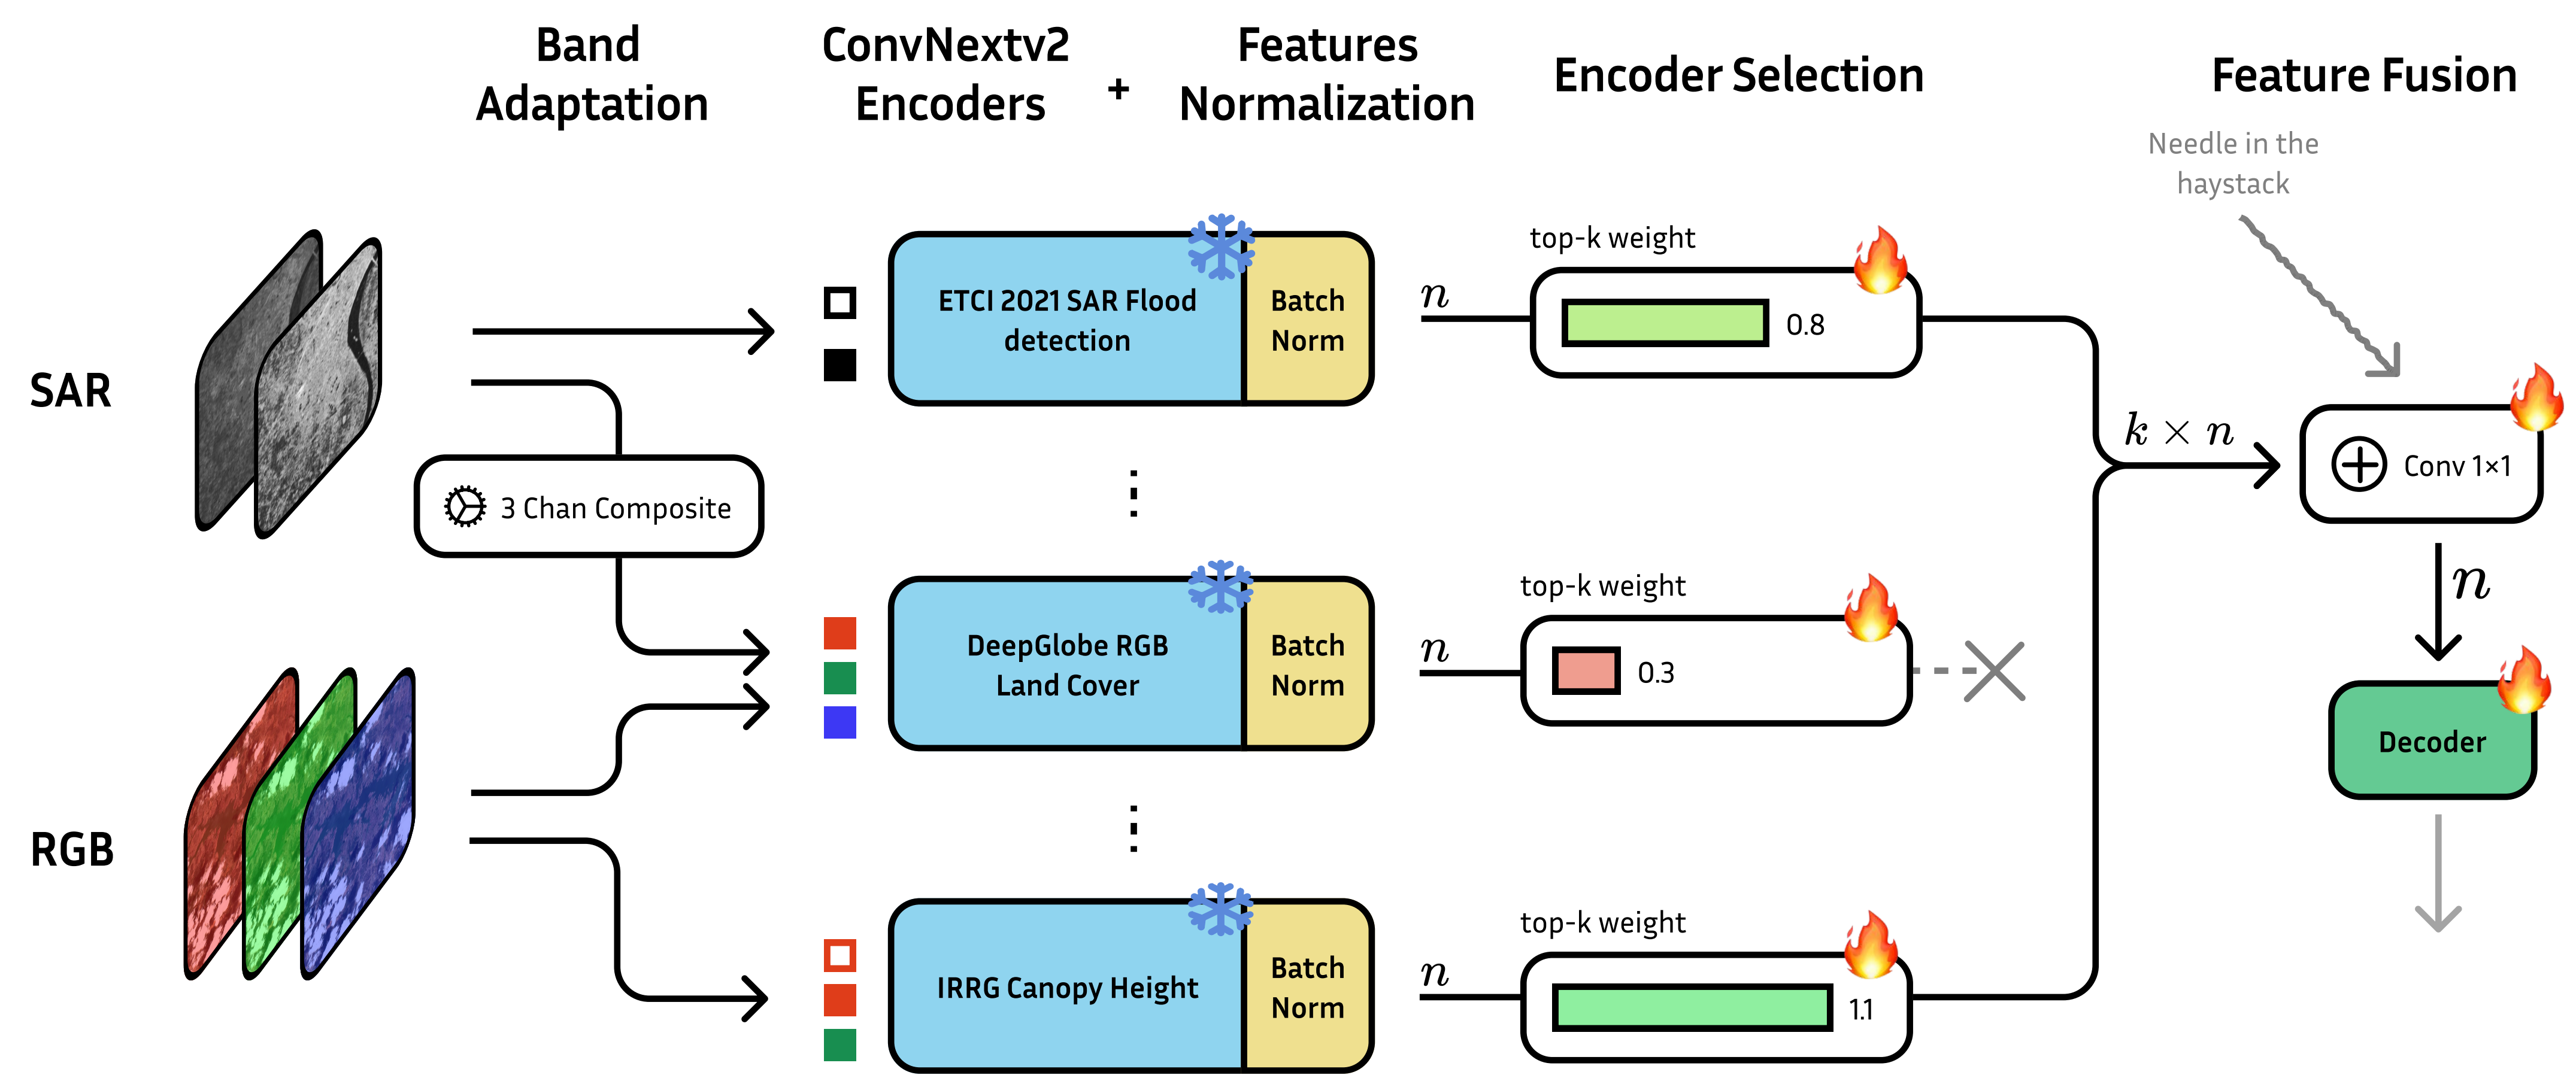 Band
Adaptation
ConvNextv2
Encoders
+
Features
Normalization
Encoder Selection
Feature Fusion
Needle in the
haystack
SAR
ETCI 2021 SAR Flood
detection
Batch
Norm
n
top-k weight
0.8
k × n
Conv 1×1
3 Chan Composite
DeepGlobe RGB
Land Cover
Batch
Norm
n
top-k weight
0.3
n
Decoder
RGB
IRRG Canopy Height
Batch
Norm
n
top-k weight
1.1